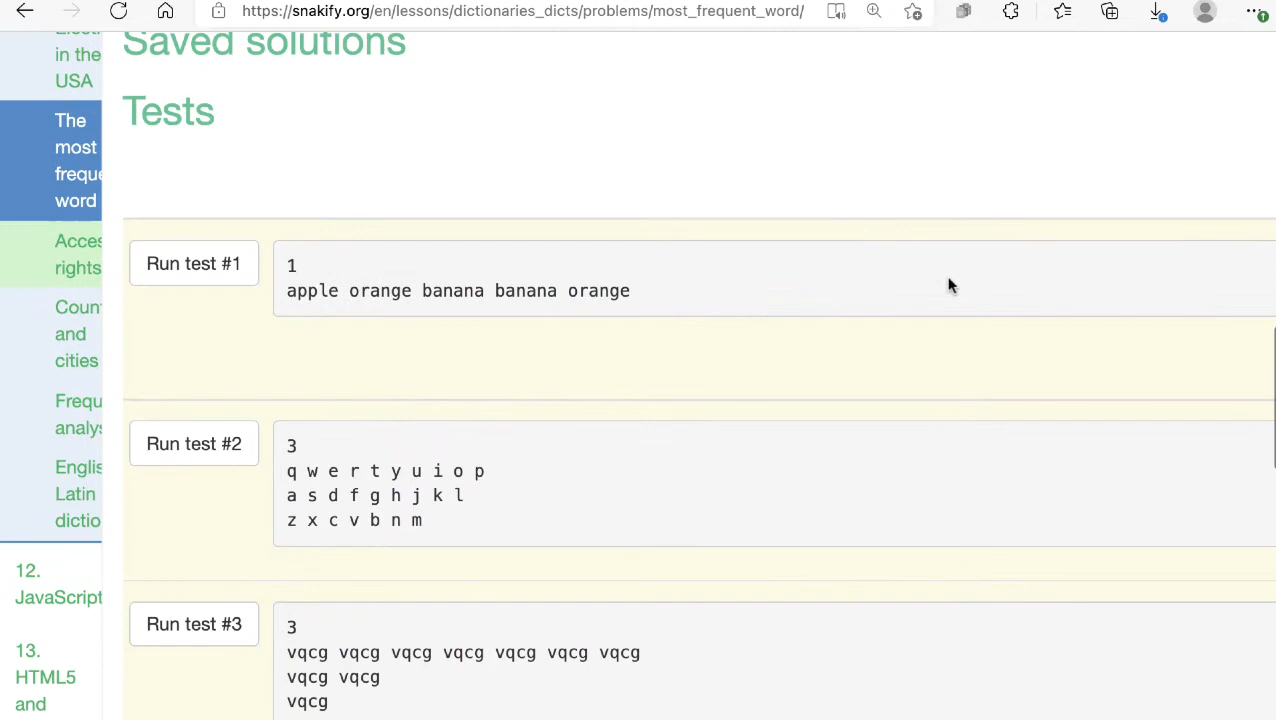 https://snakify.org/en/lessons/dictionaries_dicts/problems/most_frequent_word/
in the
USA
The
most
word
Acces
rights
Coun
and
cities
Frequ
analys
Englis
Latin
dictio
12.
JavaScript
13.
HTML5
and
Saved solutions
Tests
Run test #1
1
apple orange banana banana orange
Run test #2
3
q w e r t y u i o p
a s d f g h j k l
z x c v b n m
Run test #3
3
vqcg vqcg vqcg vqcg vqcg vqcg vqcg
vqcg vqcg
vqcg